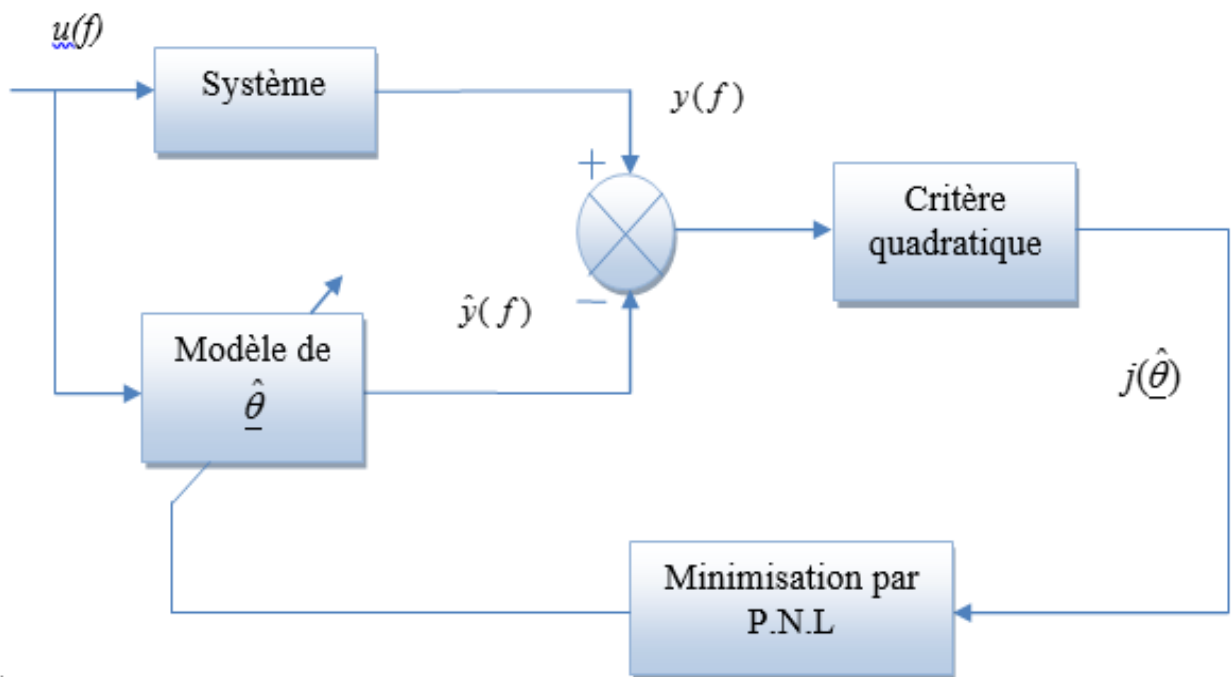 u(f)
Système
y(f)
+
Critère
quadratique
−
ŷ(f)
Modèle de
θ̲̂
j(θ̲̂)
Minimisation par
P.N.L